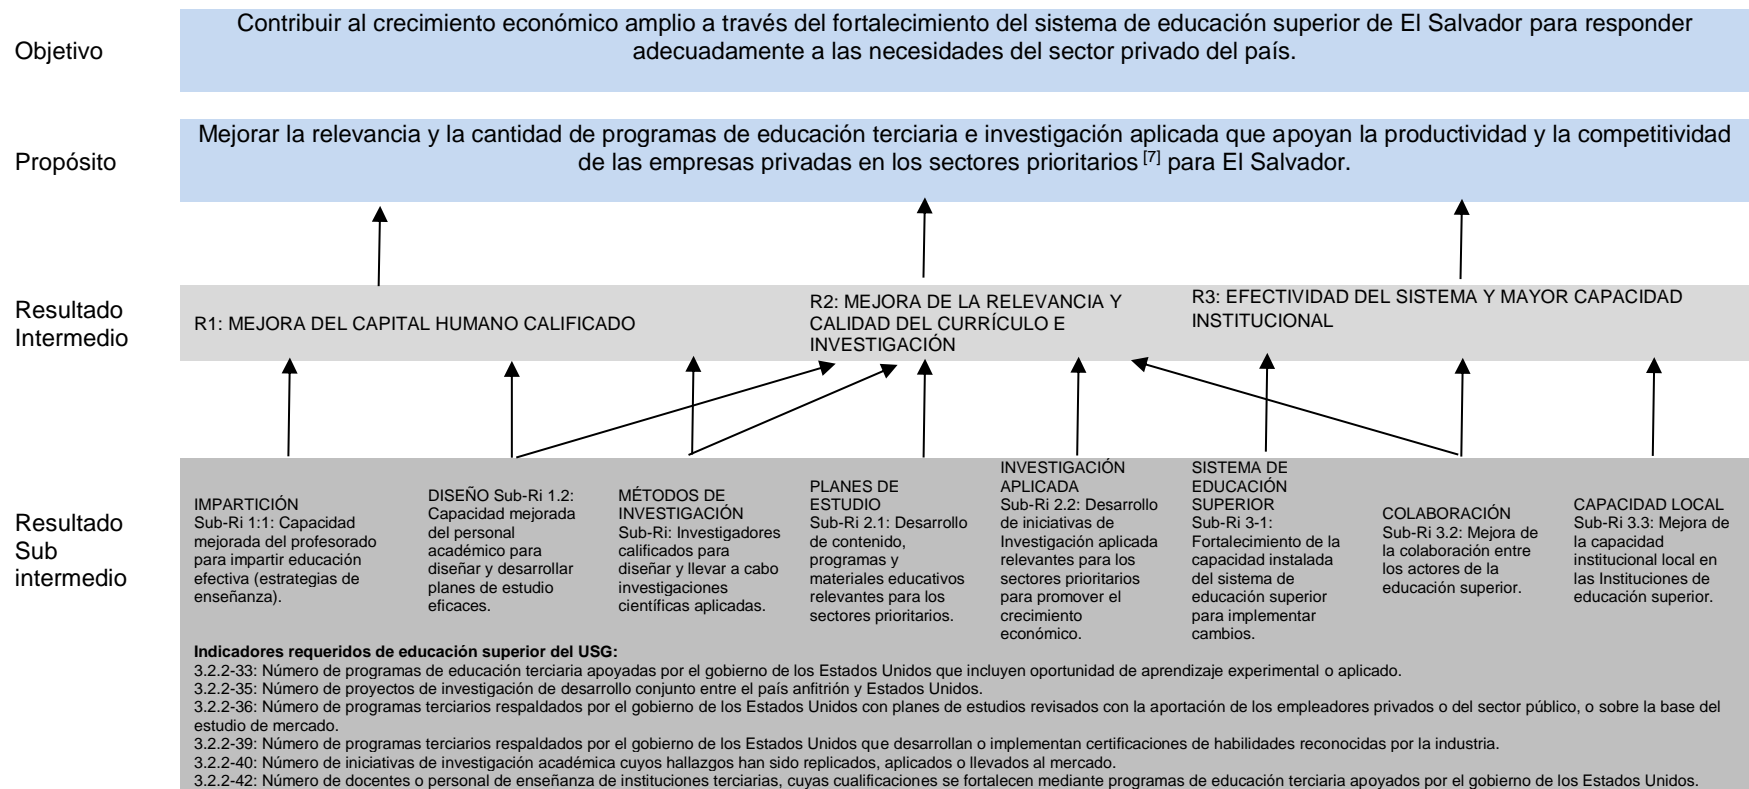 Objetivo
Contribuir al crecimiento económico amplio a través del fortalecimiento del sistema de educación superior de El Salvador para responder
adecuadamente a las necesidades del sector privado del país.
Propósito
Mejorar la relevancia y la cantidad de programas de educación terciaria e investigación aplicada que apoyan la productividad y la competitividad
de las empresas privadas en los sectores prioritarios [7] para El Salvador.
Resultado
Intermedio
R1: MEJORA DEL CAPITAL HUMANO CALIFICADO
R2: MEJORA DE LA RELEVANCIA Y
CALIDAD DEL CURRÍCULO E
INVESTIGACIÓN
R3: EFECTIVIDAD DEL SISTEMA Y MAYOR CAPACIDAD
INSTITUCIONAL
Resultado
Sub
intermedio
IMPARTICIÓN
Sub-Ri 1:1: Capacidad
mejorada del profesorado
para impartir educación
efectiva (estrategias de
enseñanza).
DISEÑO Sub-Ri 1.2:
Capacidad mejorada
del personal
académico para
diseñar y desarrollar
planes de estudio
eficaces.
MÉTODOS DE
INVESTIGACIÓN
Sub-Ri: Investigadores
calificados para
diseñar y llevar a cabo
investigaciones
científicas aplicadas.
PLANES DE
ESTUDIO
Sub-Ri 2.1: Desarrollo
de contenido,
programas y
materiales educativos
relevantes para los
sectores prioritarios.
INVESTIGACIÓN
APLICADA
Sub-Ri 2.2: Desarrollo
de iniciativas de
Investigación aplicada
relevantes para los
sectores prioritarios
para promover el
crecimiento
económico.
SISTEMA DE
EDUCACIÓN
SUPERIOR
Sub-Ri 3-1:
Fortalecimiento de la
capacidad instalada
del sistema de
educación superior
para implementar
cambios.
COLABORACIÓN
Sub-Ri 3.2: Mejora de
la colaboración entre
los actores de la
educación superior.
CAPACIDAD LOCAL
Sub-Ri 3.3: Mejora de
la capacidad
institucional local en
las Instituciones de
educación superior.
Indicadores requeridos de educación superior del USG:
3.2.2-33: Número de programas de educación terciaria apoyadas por el gobierno de los Estados Unidos que incluyen oportunidad de aprendizaje experimental o aplicado.
3.2.2-35: Número de proyectos de investigación de desarrollo conjunto entre el país anfitrión y Estados Unidos.
3.2.2-36: Número de programas terciarios respaldados por el gobierno de los Estados Unidos con planes de estudios revisados con la aportación de los empleadores privados o del sector público, o sobre la base del
estudio de mercado.
3.2.2-39: Número de programas terciarios respaldados por el gobierno de los Estados Unidos que desarrollan o implementan certificaciones de habilidades reconocidas por la industria.
3.2.2-40: Número de iniciativas de investigación académica cuyos hallazgos han sido replicados, aplicados o llevados al mercado.
3.2.2-42: Número de docentes o personal de enseñanza de instituciones terciarias, cuyas cualificaciones se fortalecen mediante programas de educación terciaria apoyados por el gobierno de los Estados Unidos.